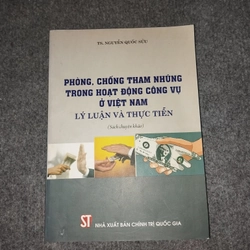 TS. NGUYỄN QUỐC SỬU
PHÒNG, CHỐNG THAM NHŨNG
TRONG HOẠT ĐỘNG CÔNG VỤ
Ở VIỆT NAM
LÝ LUẬN VÀ THỰC TIỄN
(Sách chuyên khảo)
ST
NHÀ XUẤT BẢN CHÍNH TRỊ QUỐC GIA